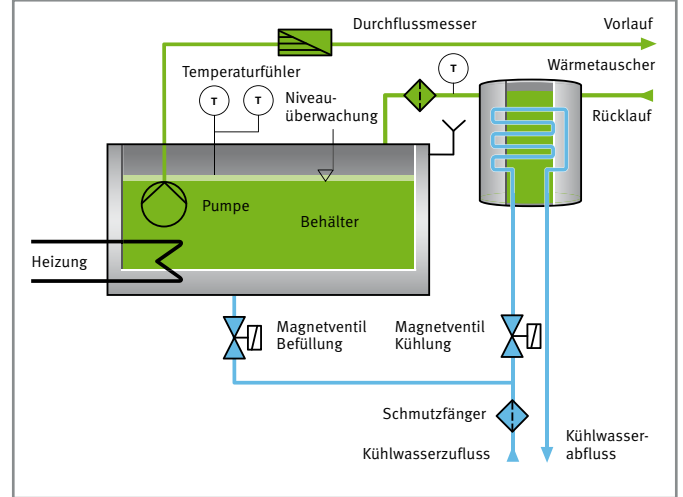 Durchflussmesser
Vorlauf
Temperaturfühler
Niveau-
überwachung
Wärmetauscher
T
T
T
Rücklauf
Pumpe
Behälter
Heizung
Magnetventil
Befüllung
Magnetventil
Kühlung
Schmutzfänger
Kühlwasserzufluss
Kühlwasser-
abfluss